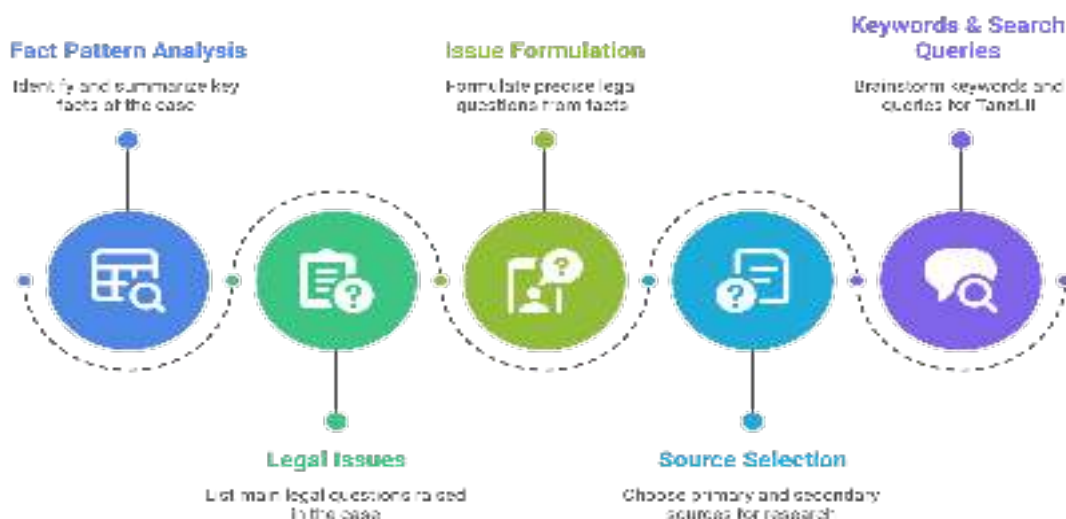 Fact Pattern Analysis
Identify and summarize key
facts of the case
Legal Issues
List main legal questions raised
in the case
Issue Formulation
Formulate precise legal
questions from facts
Source Selection
Choose primary and secondary
sources for research
Keywords & Search
Queries
Brainstorm keywords and
queries for TanzLII